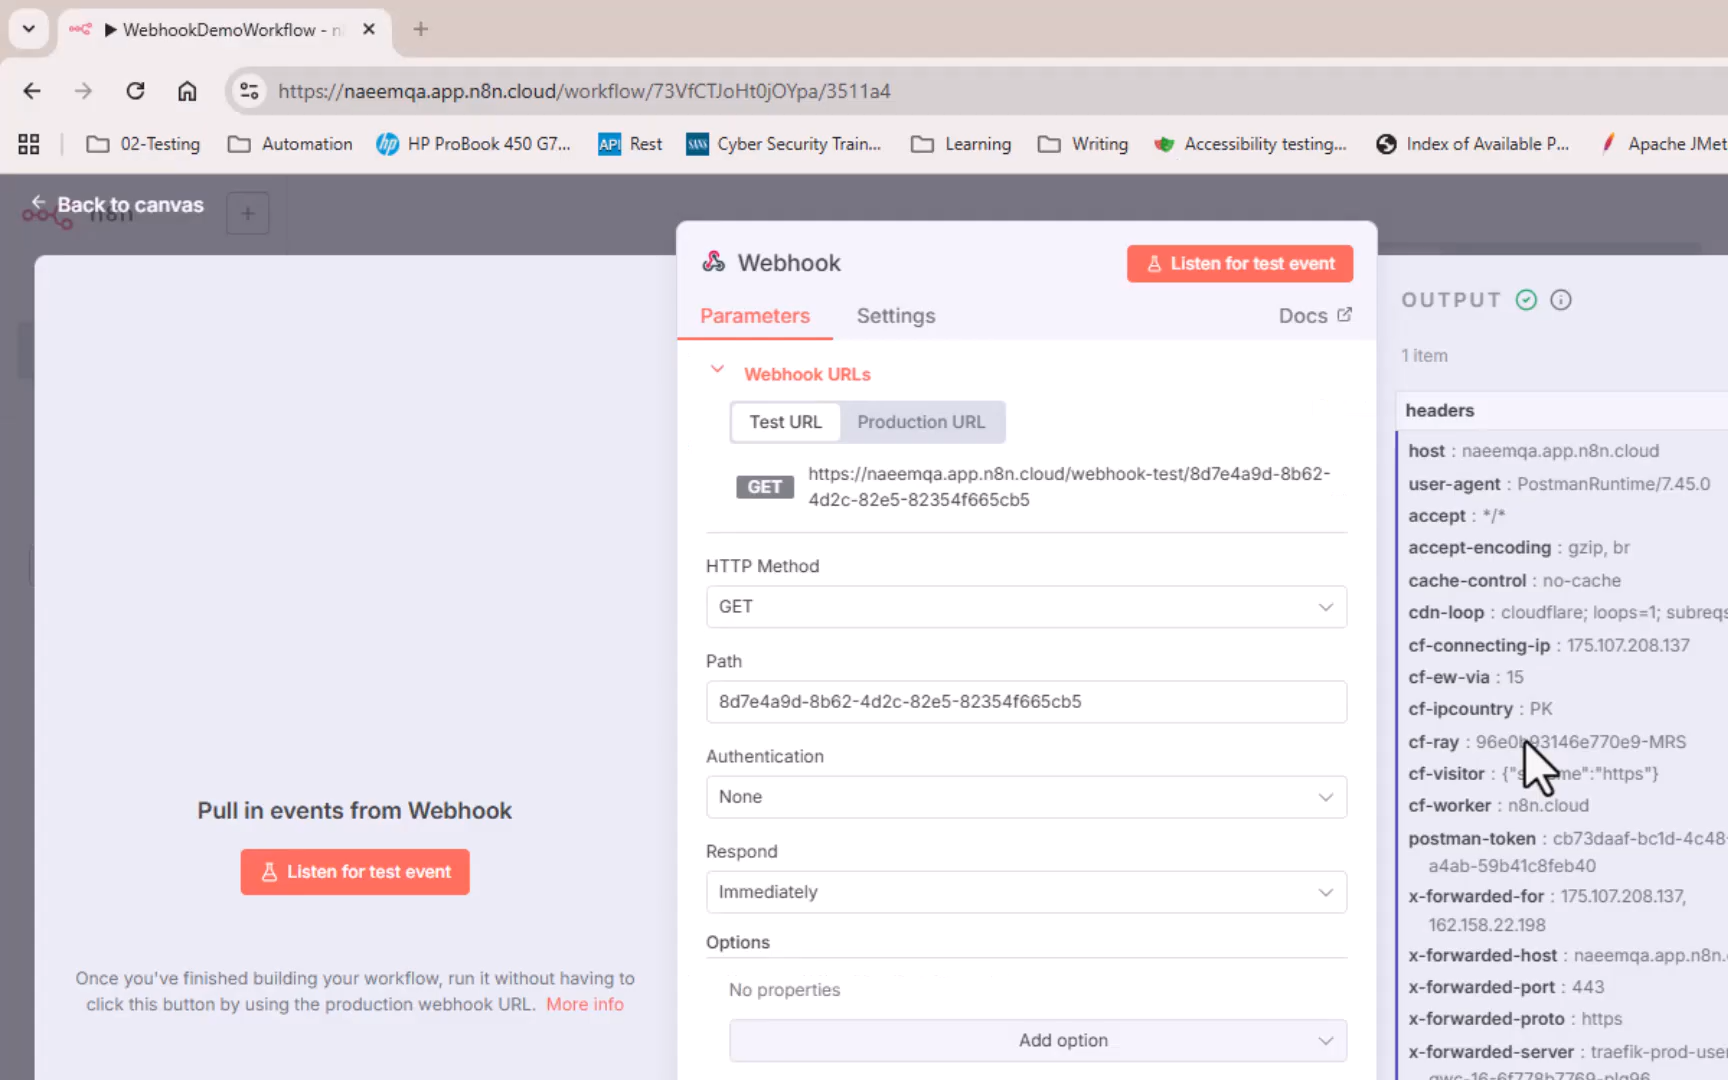 WebhookDemoWorkflow - n
https://naeemqa.app.n8n.cloud/workflow/73VfCTJoHt0jOYpa/3511a4
02-Testing
Automation
HP ProBook 450 G7...
API Rest
SANS Cyber Security Train...
Learning
Writing
Accessibility testing...
Index of Available P...
Apache JMet
Back to canvas
n8n
Webhook
Listen for test event
Parameters
Settings
Docs
Webhook URLs
Test URL
Production URL
GET
https://naeemqa.app.n8n.cloud/webhook-test/8d7e4a9d-8b62-
4d2c-82e5-82354f665cb5
HTTP Method
GET
Path
8d7e4a9d-8b62-4d2c-82e5-82354f665cb5
Authentication
None
Respond
Immediately
Options
No properties
Add option
Pull in events from Webhook
Listen for test event
Once you've finished building your workflow, run it without having to
click this button by using the production webhook URL. More info
OUTPUT
1 item
headers
host : naeemqa.app.n8n.cloud
user-agent : PostmanRuntime/7.45.0
accept : */*
accept-encoding : gzip, br
cache-control : no-cache
cdn-loop : cloudflare; loops=1; subreqs
cf-connecting-ip : 175.107.208.137
cf-ew-via : 15
cf-ipcountry : PK
cf-ray : 96e0b93146e770e9-MRS
cf-visitor : "https"}
cf-worker : n8n.cloud
postman-token : cb73daaf-bc1d-4c48-
a4ab-59b41c8feb40
x-forwarded-for : 175.107.208.137,
162.158.22.198
x-forwarded-host : naeemqa.app.n8n.
x-forwarded-port : 443
x-forwarded-proto : https
x-forwarded-server : traefik-prod-user